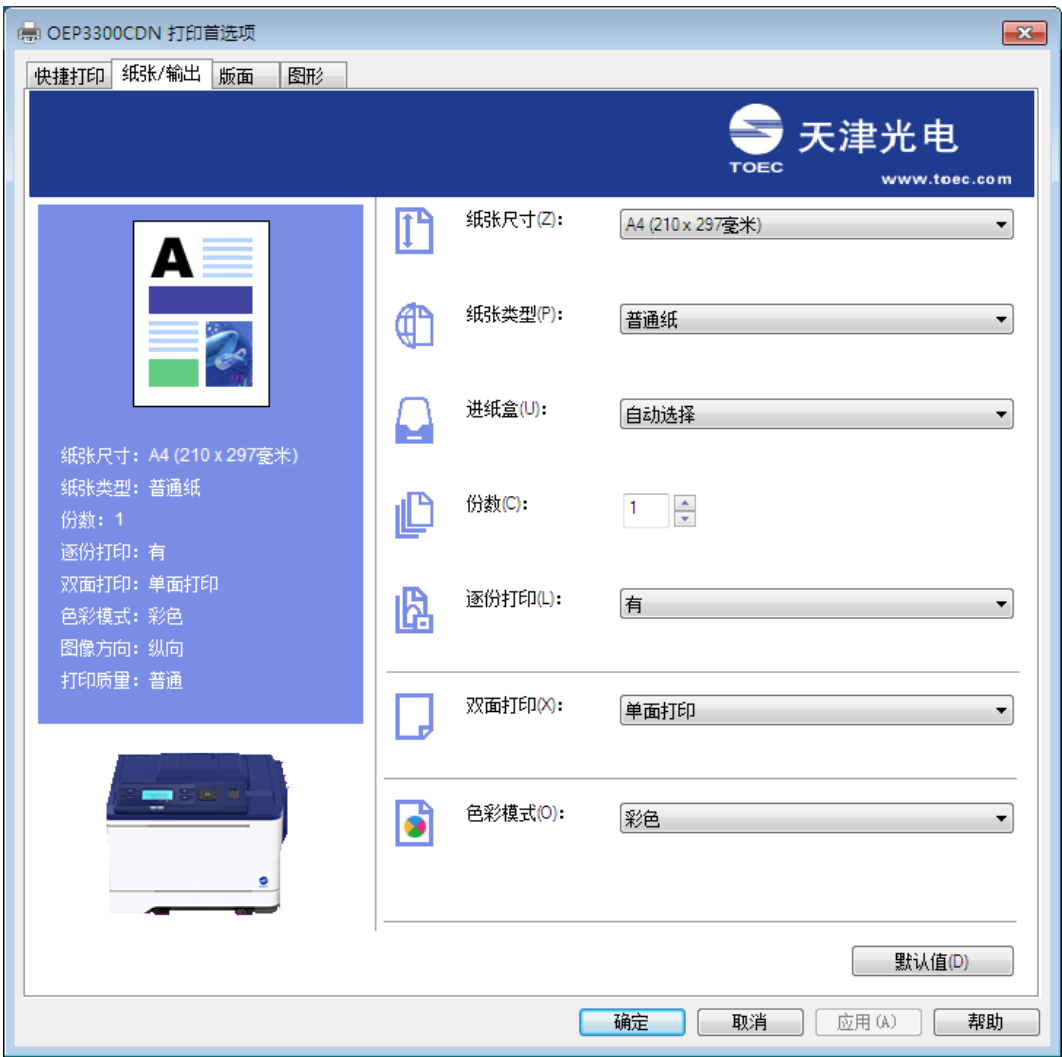 OEP3300CDN 打印首选项
快捷打印 纸张/输出 版面 图形
天津光电
TOEC
www.toec.com
A
纸张尺寸: A4 (210 x 297毫米)
纸张类型: 普通纸
份数: 1
逐份打印: 有
双面打印: 单面打印
色彩模式: 彩色
图像方向: 纵向
打印质量: 普通
纸张尺寸(Z): A4 (210 x 297毫米)
纸张类型(P): 普通纸
进纸盒(U): 自动选择
份数(C): 1
逐份打印(L): 有
双面打印(X): 单面打印
色彩模式(O): 彩色
默认值(D)
确定 取消 应用(A) 帮助